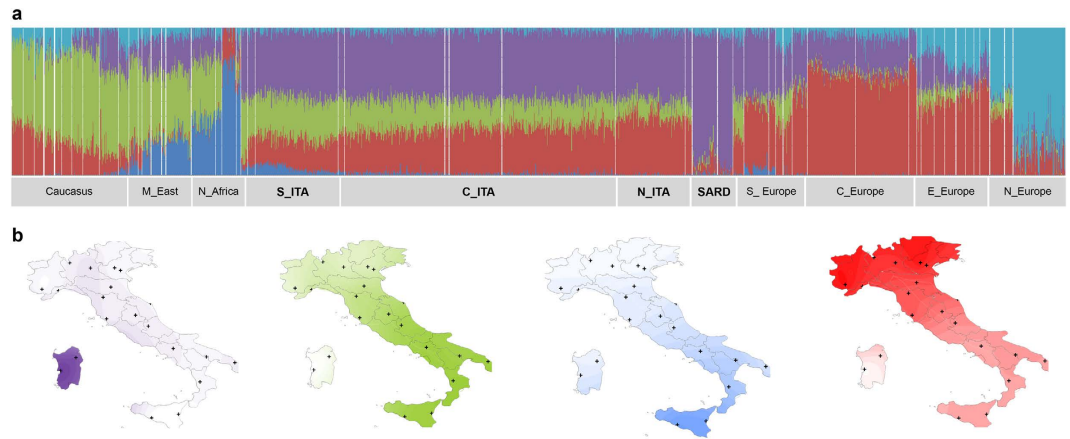 a
Caucasus M_East N_Africa S_ITA C_ITA N_ITA SARD S_ Europe C_Europe E_Europe N_Europe
b